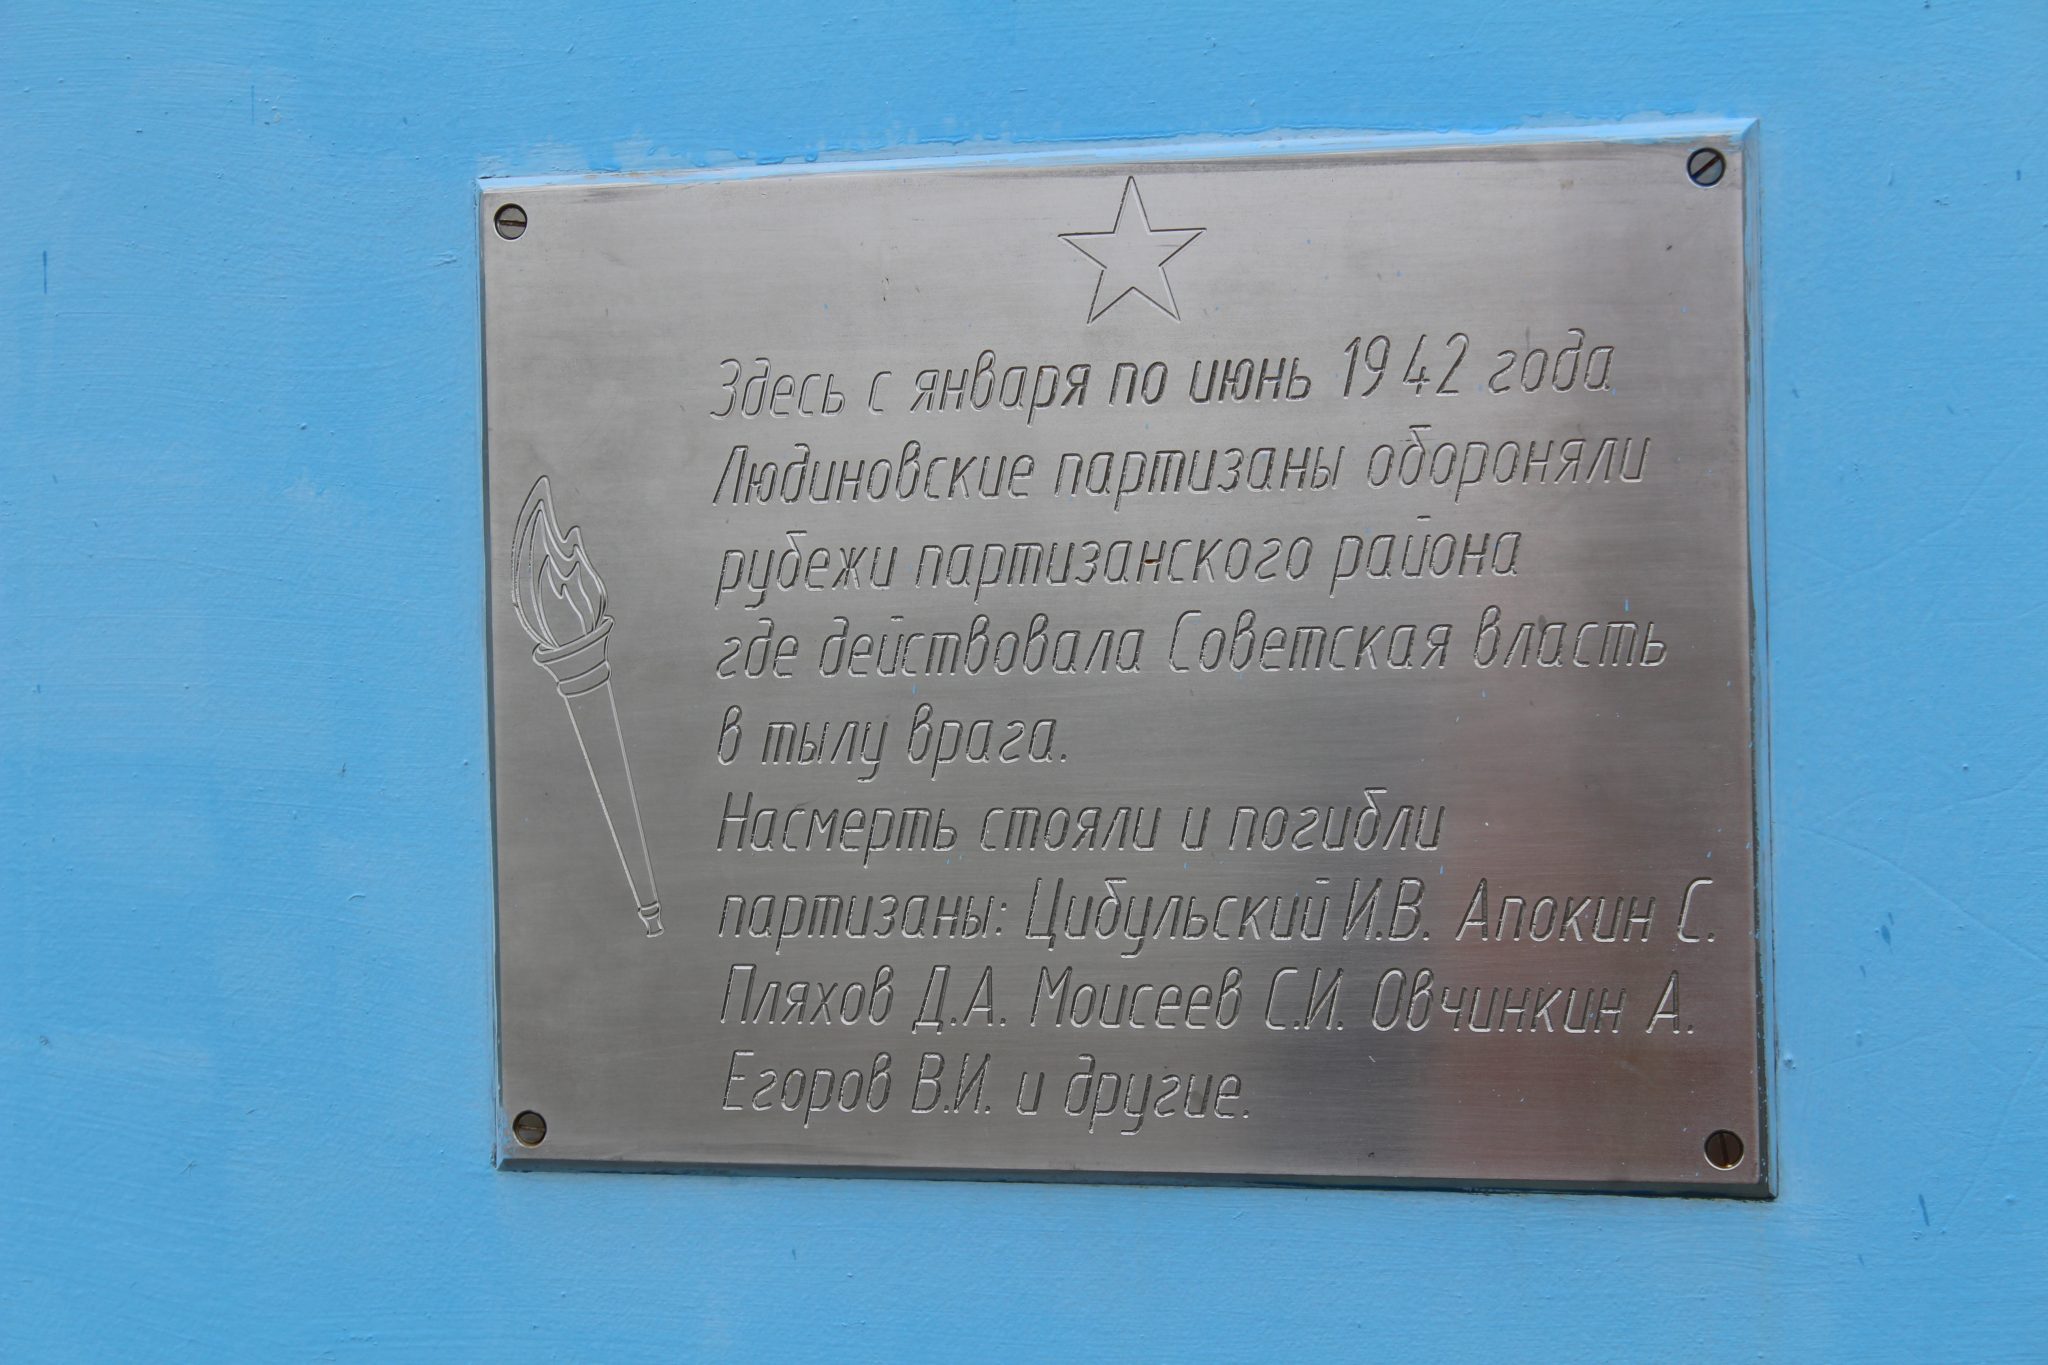 Здесь с января по июнь 1942 года
Людиновские партизаны обороняли
рубежи партизанского района
где действовала Советская власть
в тылу врага.
Насмерть стояли и погибли
партизаны: Цибульский И.В. Апокин С.
Пляхов Д.А. Моисеев С.И. Овчинкин А.
Егоров В.И. и другие.